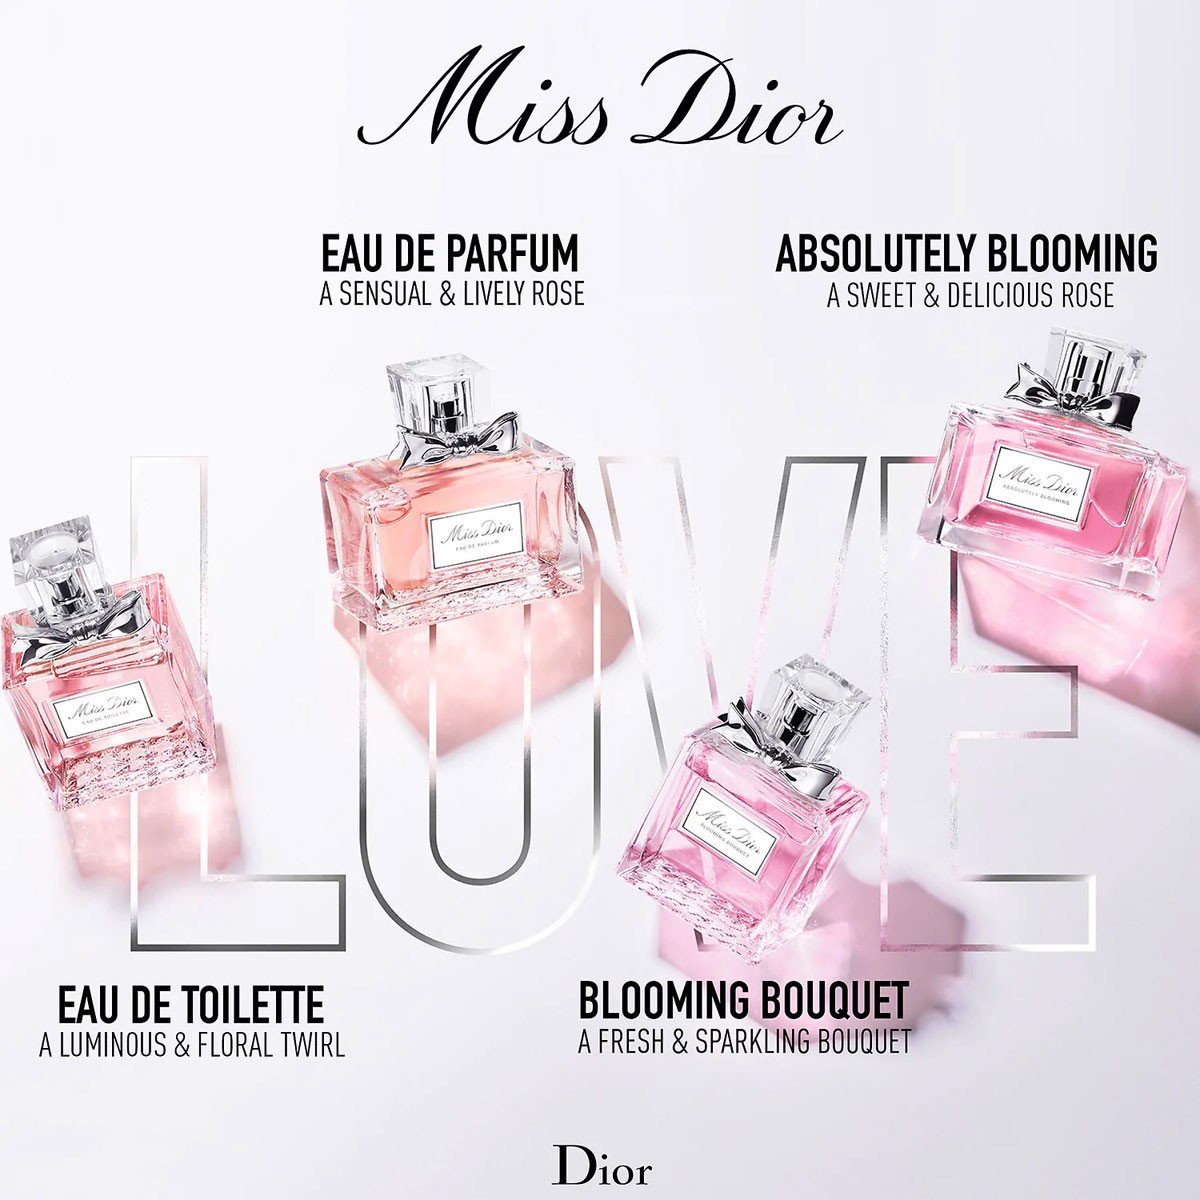 Miss Dior
EAU DE PARFUM
A SENSUAL & LIVELY ROSE
ABSOLUTELY BLOOMING
A SWEET & DELICIOUS ROSE
LOVE
Miss Dior
EAU DE PARFUM
Miss Dior
ABSOLUTELY BLOOMING
Miss Dior
EAU DE TOILETTE
Miss Dior
BLOOMING BOUQUET
EAU DE TOILETTE
A LUMINOUS & FLORAL TWIRL
BLOOMING BOUQUET
A FRESH & SPARKLING BOUQUET
Dior